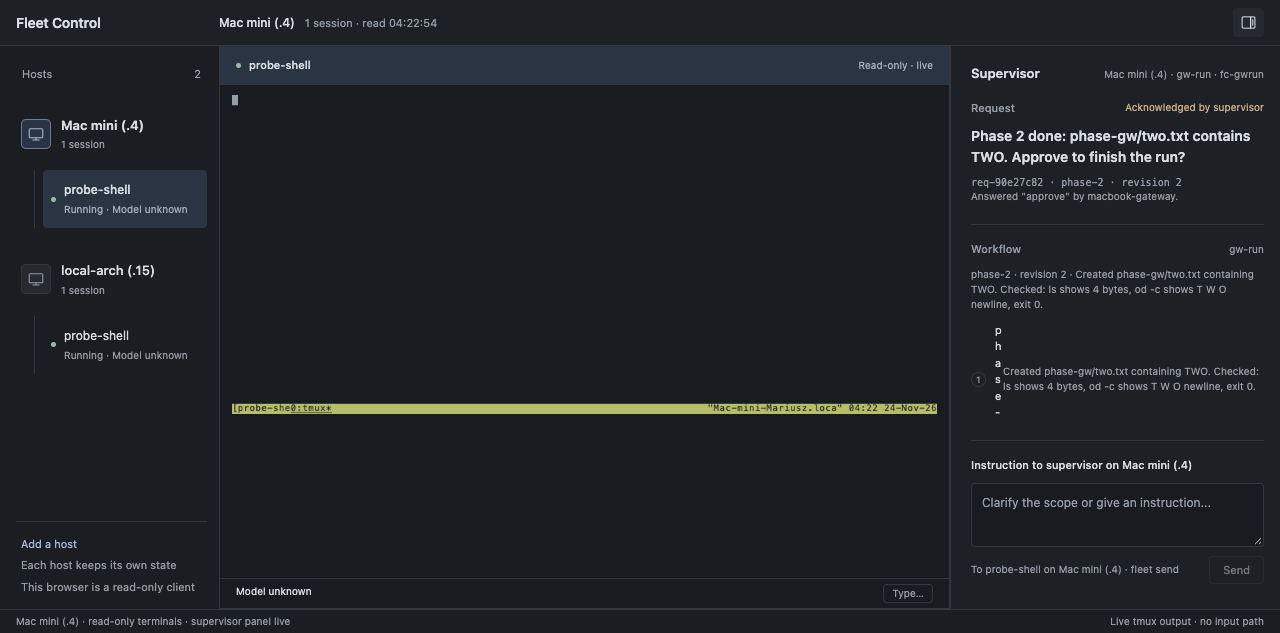 Fleet Control
Mac mini (.4) 1 session · read 04:22:54
Hosts 2
Mac mini (.4)
1 session
probe-shell
Running · Model unknown
local-arch (.15)
1 session
probe-shell
Running · Model unknown
Add a host
Each host keeps its own state
This browser is a read-only client
probe-shell Read-only · live
[probe-she0:tmux* "Mac-mini-Mariusz.loca" 04:22 24-Nov-26
Model unknown Type...
Supervisor Mac mini (.4) · gw-run · fc-gwrun
Request Acknowledged by supervisor
Phase 2 done: phase-gw/two.txt contains
TWO. Approve to finish the run?
req-90e27c82 · phase-2 · revision 2
Answered "approve" by macbook-gateway.
Workflow gw-run
phase-2 · revision 2 · Created phase-gw/two.txt containing
TWO. Checked: ls shows 4 bytes, od -c shows T W O
newline, exit 0.
1
p
h
a
s
e
-
Created phase-gw/two.txt containing TWO. Checked:
ls shows 4 bytes, od -c shows T W O newline, exit 0.
Instruction to supervisor on Mac mini (.4)
Clarify the scope or give an instruction...
To probe-shell on Mac mini (.4) · fleet send Send
Mac mini (.4) · read-only terminals · supervisor panel live Live tmux output · no input path